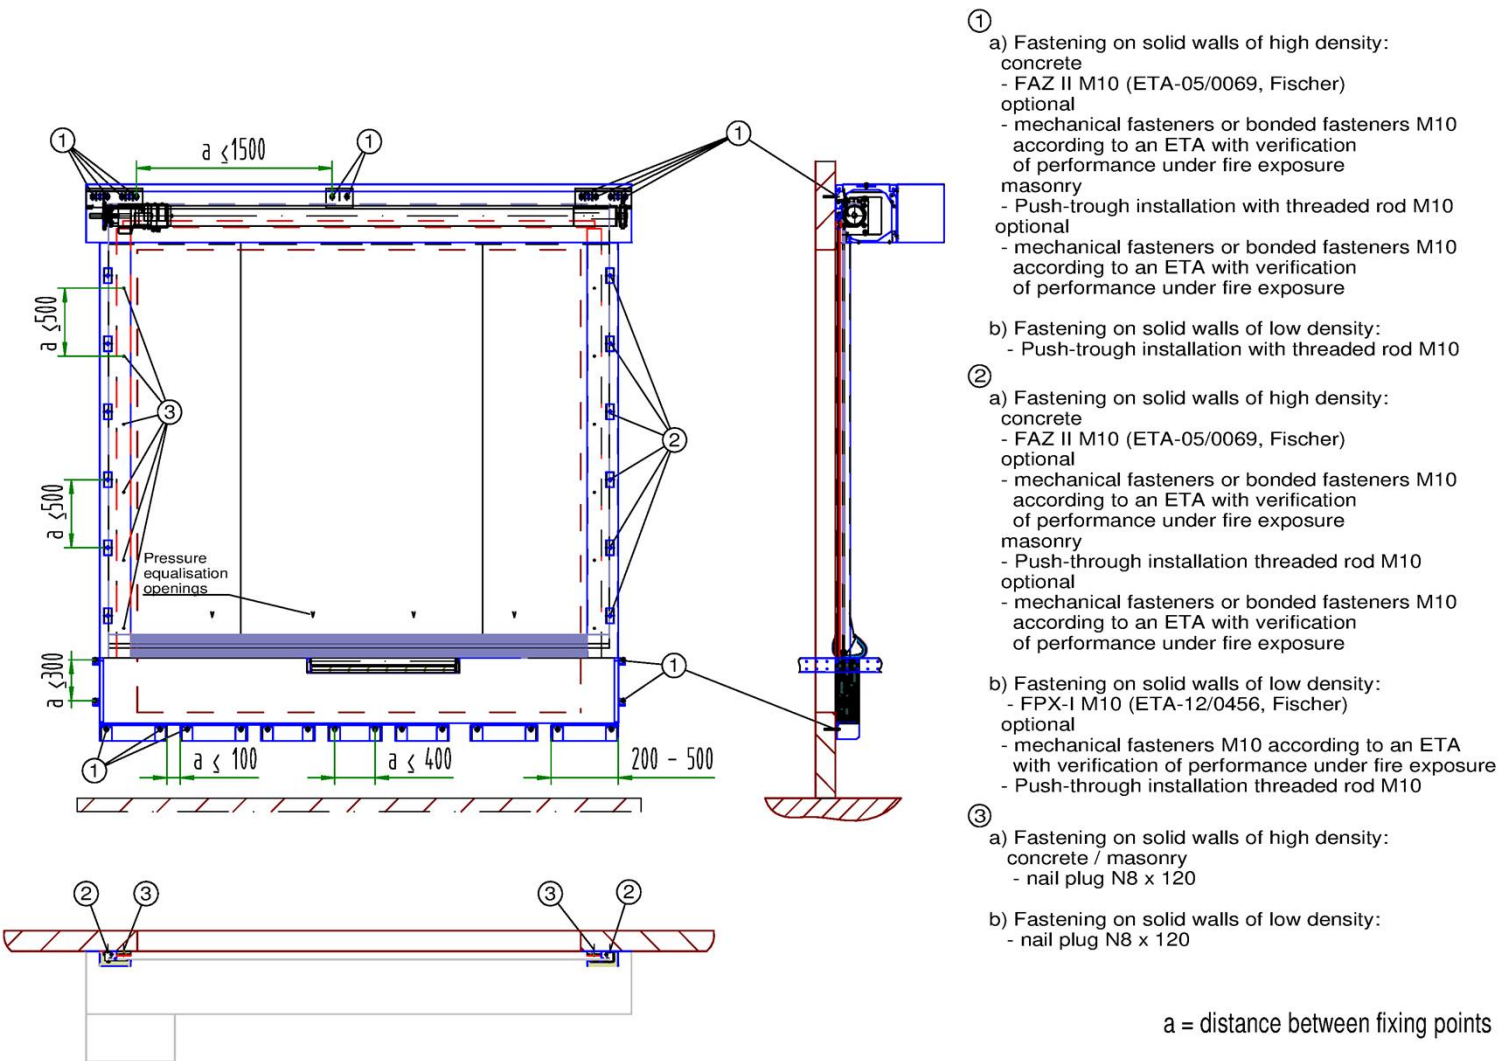 ①
a) Fastening on solid walls of high density:
concrete
- FAZ II M10 (ETA-05/0069, Fischer)
optional
- mechanical fasteners or bonded fasteners M10
according to an ETA with verification
of performance under fire exposure
masonry
- Push-trough installation with threaded rod M10
optional
- mechanical fasteners or bonded fasteners M10
according to an ETA with verification
of performance under fire exposure
b) Fastening on solid walls of low density:
- Push-trough installation with threaded rod M10
②
a) Fastening on solid walls of high density:
concrete
- FAZ II M10 (ETA-05/0069, Fischer)
optional
- mechanical fasteners or bonded fasteners M10
according to an ETA with verification
of performance under fire exposure
masonry
- Push-through installation threaded rod M10
optional
- mechanical fasteners or bonded fasteners M10
according to an ETA with verification
of performance under fire exposure
b) Fastening on solid walls of low density:
- FPX-I M10 (ETA-12/0456, Fischer)
optional
- mechanical fasteners M10 according to an ETA
with verification of performance under fire exposure
- Push-through installation threaded rod M10
③
a) Fastening on solid walls of high density:
concrete / masonry
- nail plug N8 x 120
b) Fastening on solid walls of low density:
- nail plug N8 x 120
a = distance between fixing points
①
a ≤1500
①
①
a ≤500
③
②
a ≤500
Pressure
equalisation
openings
a ≤300
①
①
a ≤ 100
a ≤ 400
200 - 500
②
③
③
②